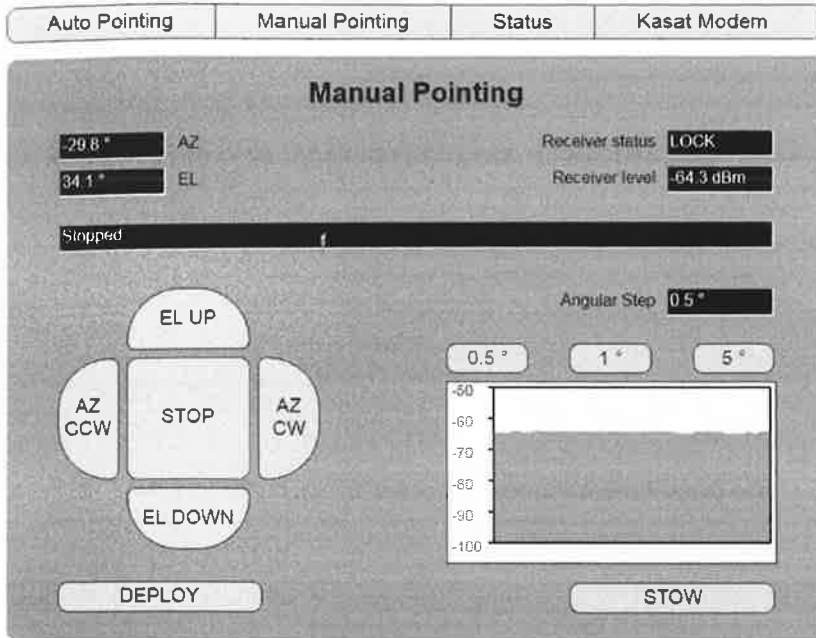 Auto Pointing Manual Pointing Status Kasat Modem
Manual Pointing
-29.8 ° AZ Receiver status LOCK
34.1 ° EL Receiver level -64.3 dBm
Stopped
Angular Step 0.5 °
EL UP
0.5 ° 1 ° 5 °
AZ CCW STOP AZ CW
EL DOWN
-50
-60
-70
-80
-90
-100
DEPLOY STOW